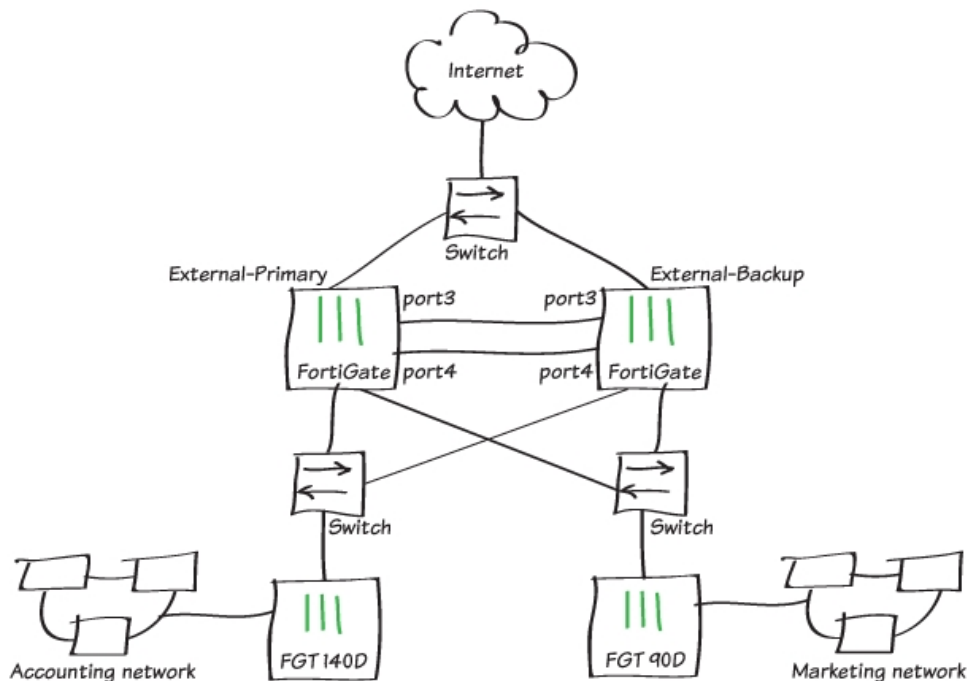 Internet
Switch
External-Primary
External-Backup
port3
port3
FortiGate
port4
port4
FortiGate
Switch
Switch
FGT 140D
FGT 90D
Accounting network
Marketing network